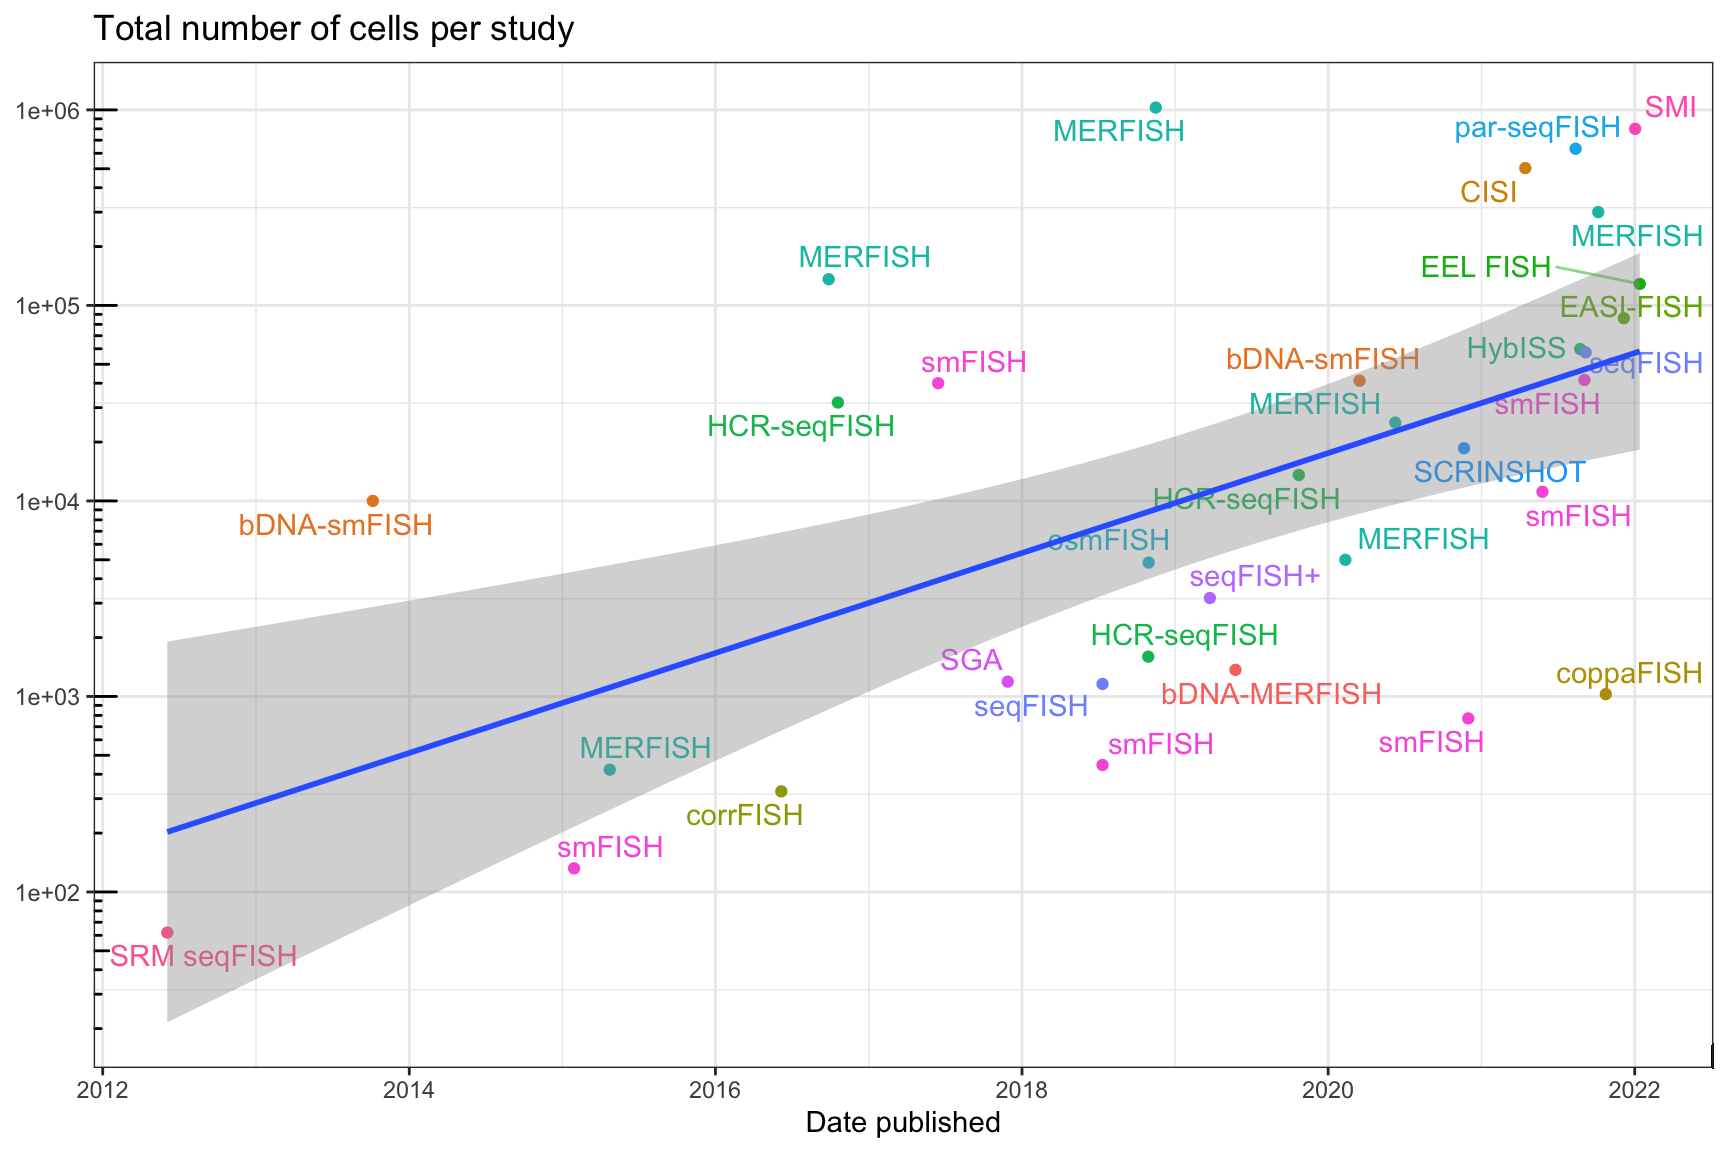 Total number of cells per study
1e+06
1e+05
1e+04
1e+03
1e+02
SMI
par-seqFISH
MERFISH
CISI
MERFISH
MERFISH
EEL FISH
EASI-FISH
HybISS
bDNA-smFISH
seqFISH
smFISH
MERFISH
smFISH
HCR-seqFISH
SCRINSHOT
HCR-seqFISH
smFISH
bDNA-smFISH
osmFISH
MERFISH
seqFISH+
HCR-seqFISH
SGA
coppaFISH
bDNA-MERFISH
seqFISH
smFISH
smFISH
MERFISH
corrFISH
smFISH
SRM seqFISH
2012
2014
2016
2018
2020
2022
Date published